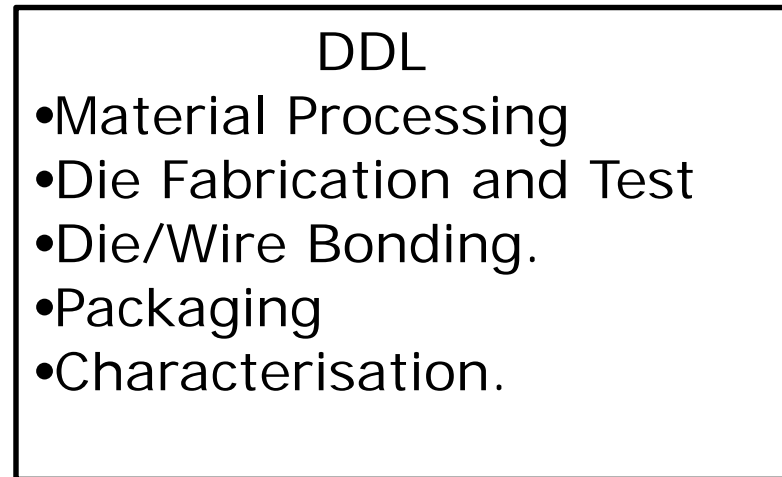 DDL
•Material Processing
•Die Fabrication and Test
•Die/Wire Bonding.
•Packaging
•Characterisation.